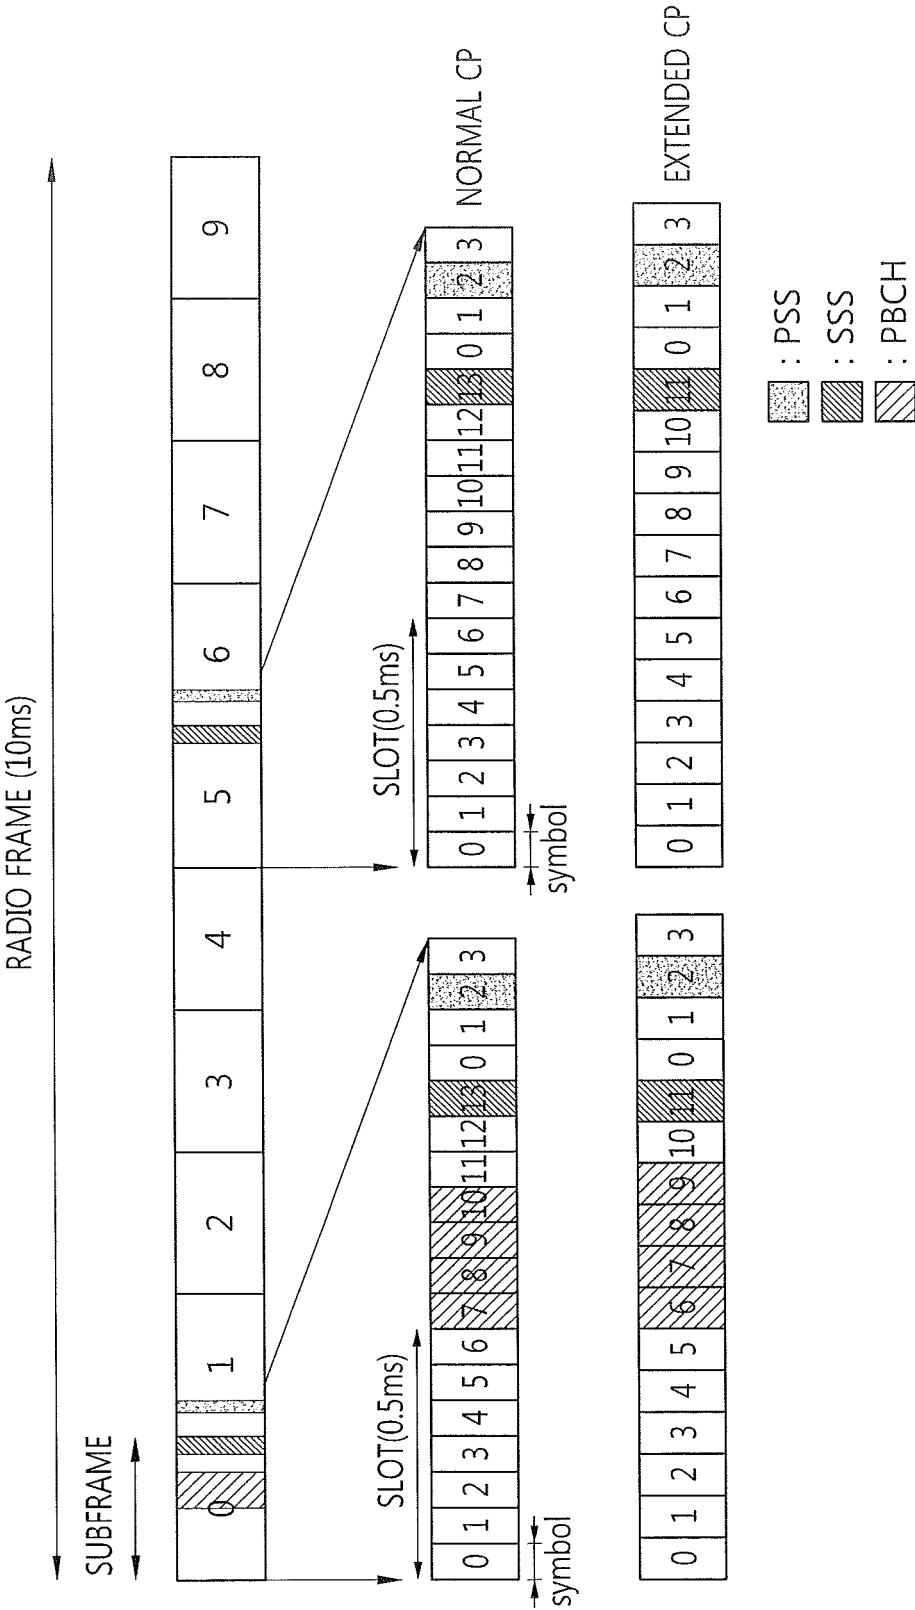 RADIO FRAME (10ms)
SUBFRAME
0 1 2 3 4 5 6 7 8 9
SLOT(0.5ms) SLOT(0.5ms)
0 1 2 3 4 5 6 7 8 9 10 11 12 13 0 1 2 3
0 1 2 3 4 5 6 7 8 9 10 11 12 13 0 1 2 3 NORMAL CP
symbol symbol
0 1 2 3 4 5 6 7 8 9 10 11 0 1 2 3
0 1 2 3 4 5 6 7 8 9 10 11 0 1 2 3 EXTENDED CP
: PSS
: SSS
: PBCH